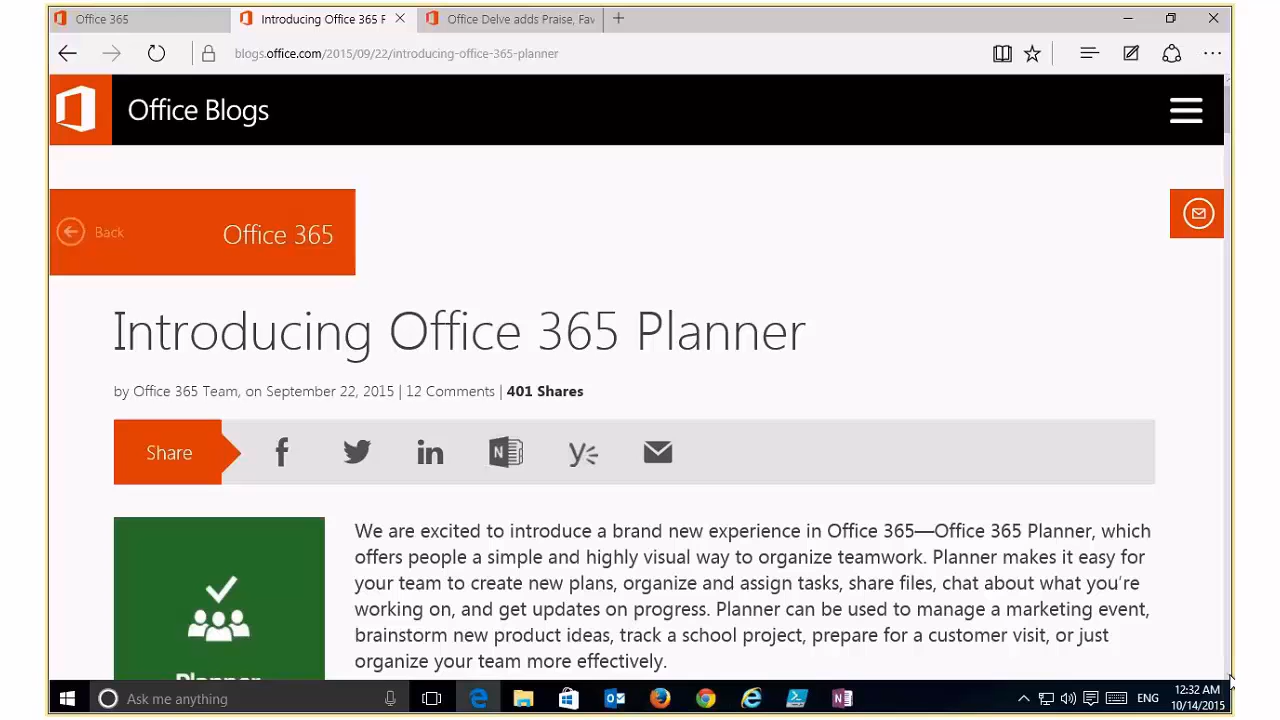 Office 365
Introducing Office 365 F
Office Delve adds Praise, Fav
blogs.office.com/2015/09/22/introducing-office-365-planner
Office Blogs
Back
Office 365
Introducing Office 365 Planner
by Office 365 Team, on September 22, 2015 | 12 Comments | 401 Shares
Share
We are excited to introduce a brand new experience in Office 365—Office 365 Planner, which
offers people a simple and highly visual way to organize teamwork. Planner makes it easy for
your team to create new plans, organize and assign tasks, share files, chat about what you're
working on, and get updates on progress. Planner can be used to manage a marketing event,
brainstorm new product ideas, track a school project, prepare for a customer visit, or just
organize your team more effectively.
Planner
Ask me anything
ENG
12:32 AM
10/14/2015